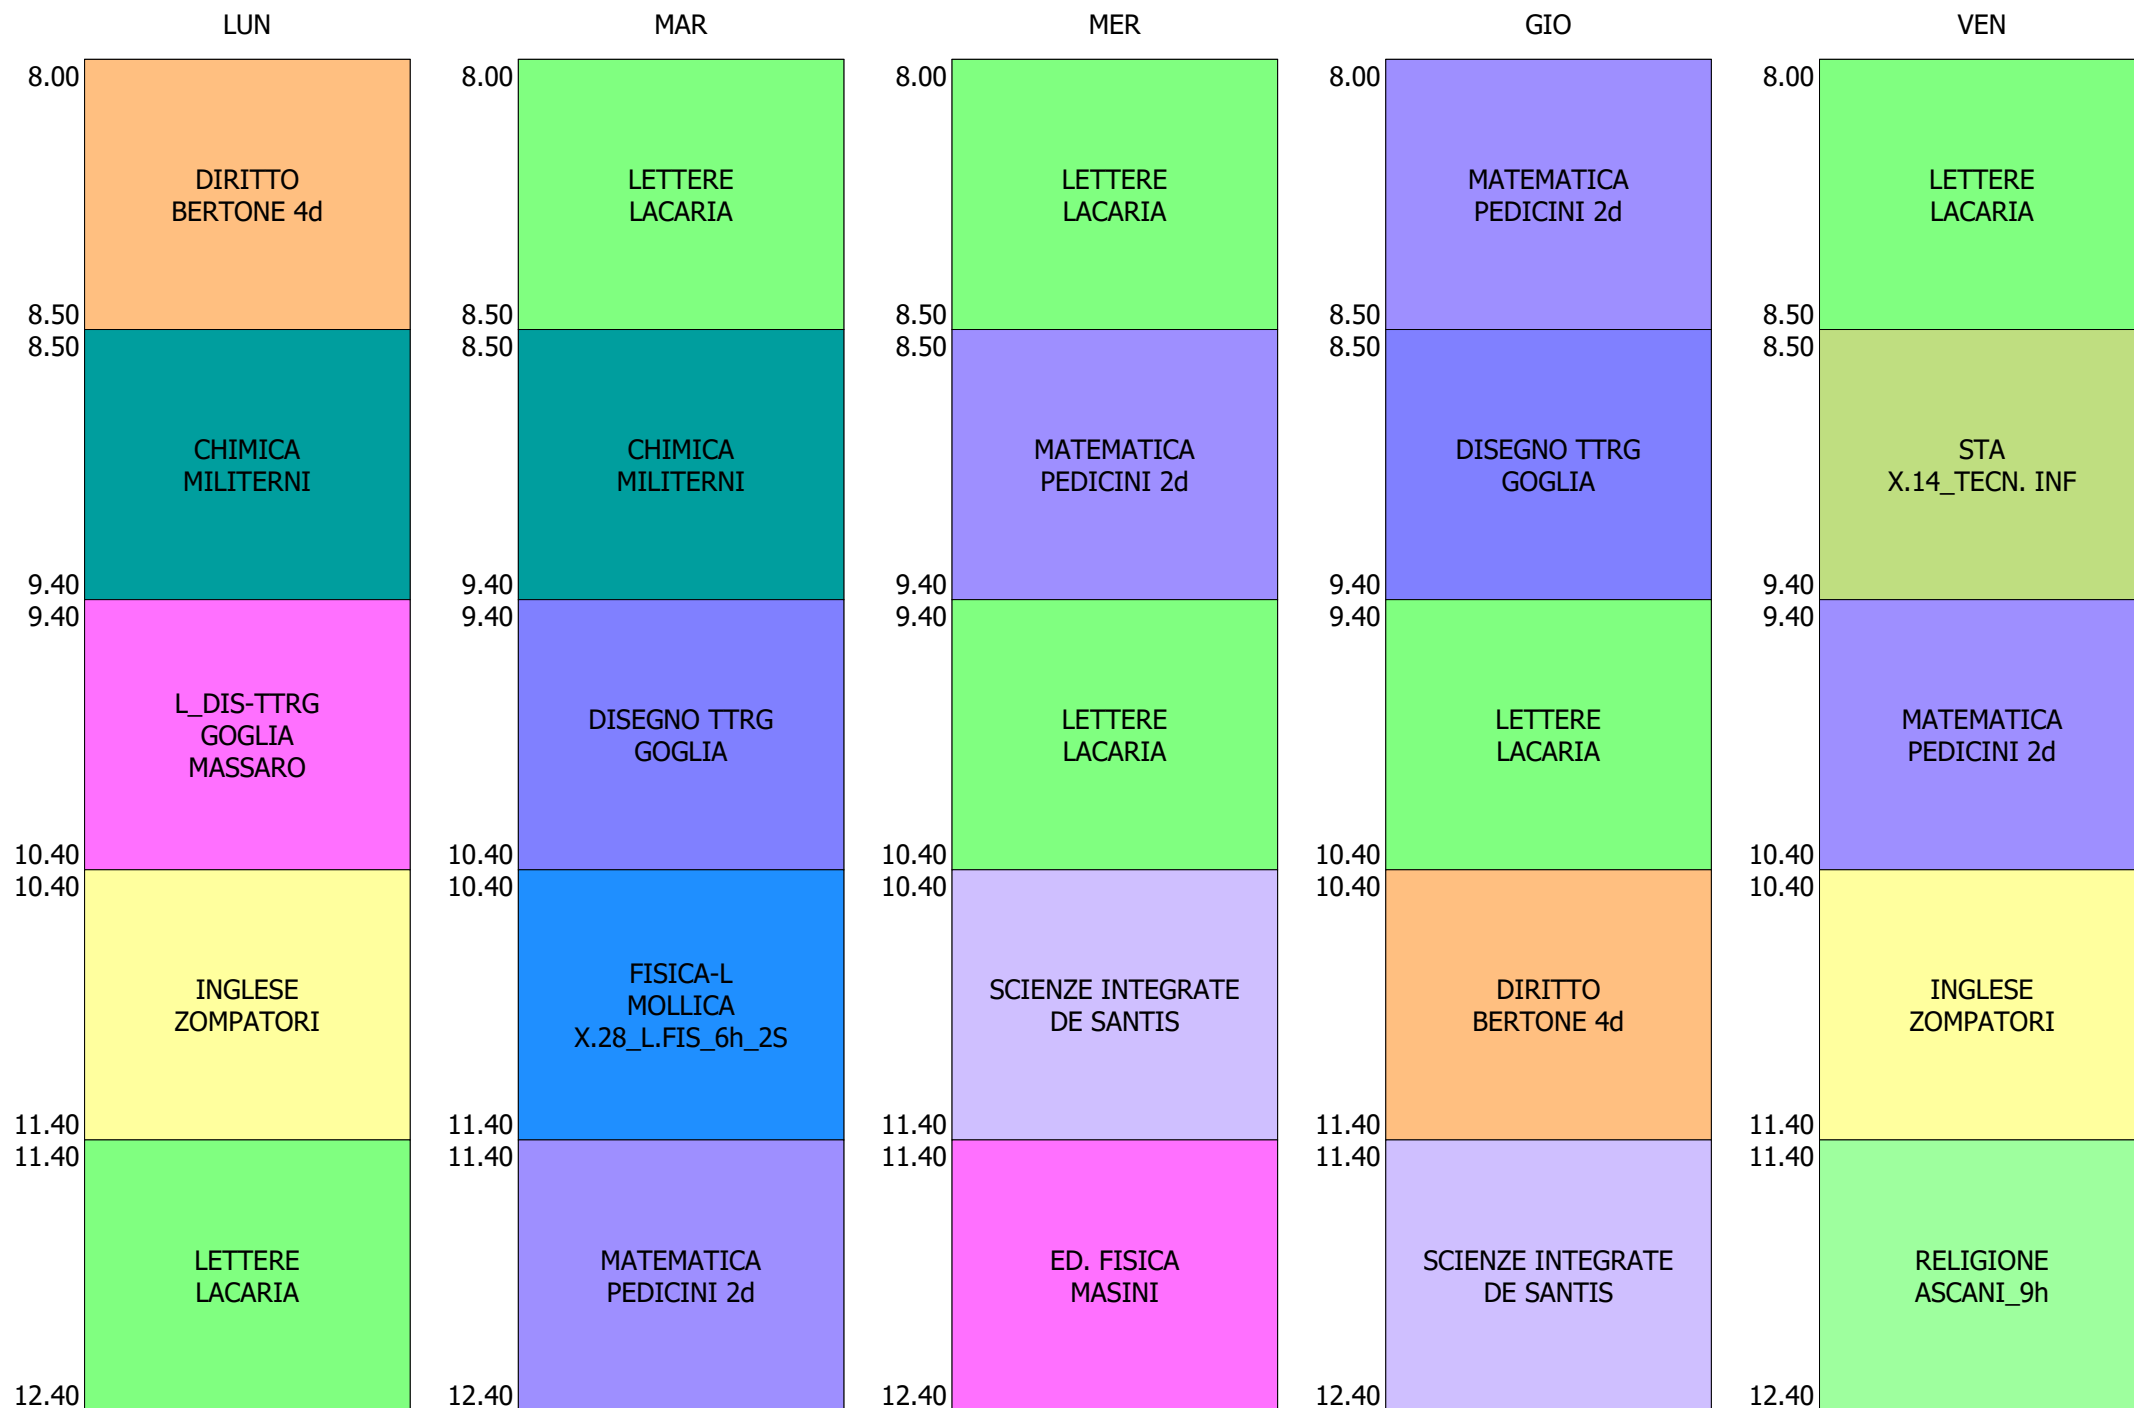 LUN
MAR
MER
GIO
VEN
8.00
8.00
8.00
8.00
8.00
DIRITTO
BERTONE 4d
LETTERE
LACARIA
LETTERE
LACARIA
MATEMATICA
PEDICINI 2d
LETTERE
LACARIA
8.50
8.50
8.50
8.50
8.50
8.50
8.50
8.50
8.50
8.50
CHIMICA
MILITERNI
CHIMICA
MILITERNI
MATEMATICA
PEDICINI 2d
DISEGNO TTRG
GOGLIA
STA
X.14_TECN. INF
9.40
9.40
9.40
9.40
9.40
9.40
9.40
9.40
9.40
9.40
L_DIS-TTRG
GOGLIA
MASSARO
DISEGNO TTRG
GOGLIA
LETTERE
LACARIA
LETTERE
LACARIA
MATEMATICA
PEDICINI 2d
10.40
10.40
10.40
10.40
10.40
10.40
10.40
10.40
10.40
10.40
INGLESE
ZOMPATORI
FISICA-L
MOLLICA
X.28_L.FIS_6h_2S
SCIENZE INTEGRATE
DE SANTIS
DIRITTO
BERTONE 4d
INGLESE
ZOMPATORI
11.40
11.40
11.40
11.40
11.40
11.40
11.40
11.40
11.40
11.40
LETTERE
LACARIA
MATEMATICA
PEDICINI 2d
ED. FISICA
MASINI
SCIENZE INTEGRATE
DE SANTIS
RELIGIONE
ASCANI_9h
12.40
12.40
12.40
12.40
12.40